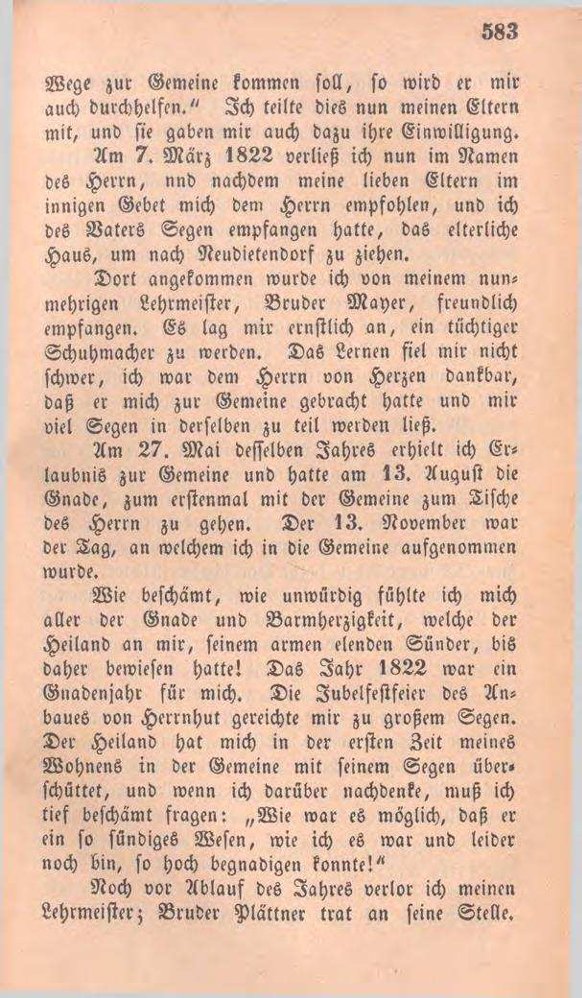 583
Wege zur Gemeine kommen soll, so wird er mir
auch durchhelfen.“ Ich teilte dies nun meinen Eltern
mit, und sie gaben mir auch dazu ihre Einwilligung.
Am 7. März 1822 verließ ich nun im Namen
des Herrn, nnd nachdem meine lieben Eltern im
innigen Gebet mich dem Herrn empfohlen, und ich
des Vaters Segen empfangen hatte, das elterliche
Haus, um nach Neudietendorf zu ziehen.
Dort angekommen wurde ich von meinem nun-
mehrigen Lehrmeister, Bruder Mayer, freundlich
empfangen. Es lag mir ernstlich an, ein tüchtiger
Schuhmacher zu werden. Das Lernen fiel mir nicht
schwer, ich war dem Herrn von Herzen dankbar,
daß er mich zur Gemeine gebracht hatte und mir
viel Segen in derselben zu teil werden ließ.
Am 27. Mai desselben Jahres erhielt ich Er-
laubnis zur Gemeine und hatte am 13. August die
Gnade, zum erstenmal mit der Gemeine zum Tische
des Herrn zu gehen. Der 13. November war
der Tag, an welchem ich in die Gemeine aufgenommen
wurde.
Wie beschämt, wie unwürdig fühlte ich mich
aller der Gnade und Barmherzigkeit, welche der
Heiland an mir, seinem armen elenden Sünder, bis
daher bewiesen hatte! Das Jahr 1822 war ein
Gnadenjahr für mich. Die Jubelfestfeier des An-
baues von Herrnhut gereichte mir zu großem Segen.
Der Heiland hat mich in der ersten Zeit meines
Wohnens in der Gemeine mit seinem Segen über-
schüttet, und wenn ich darüber nachdenke, muß ich
tief beschämt fragen: „Wie war es möglich, daß er
ein so sündiges Wesen, wie ich es war und leider
noch bin, so hoch begnadigen konnte!“
Noch vor Ablauf des Jahres verlor ich meinen
Lehrmeister; Bruder Plättner trat an seine Stelle.